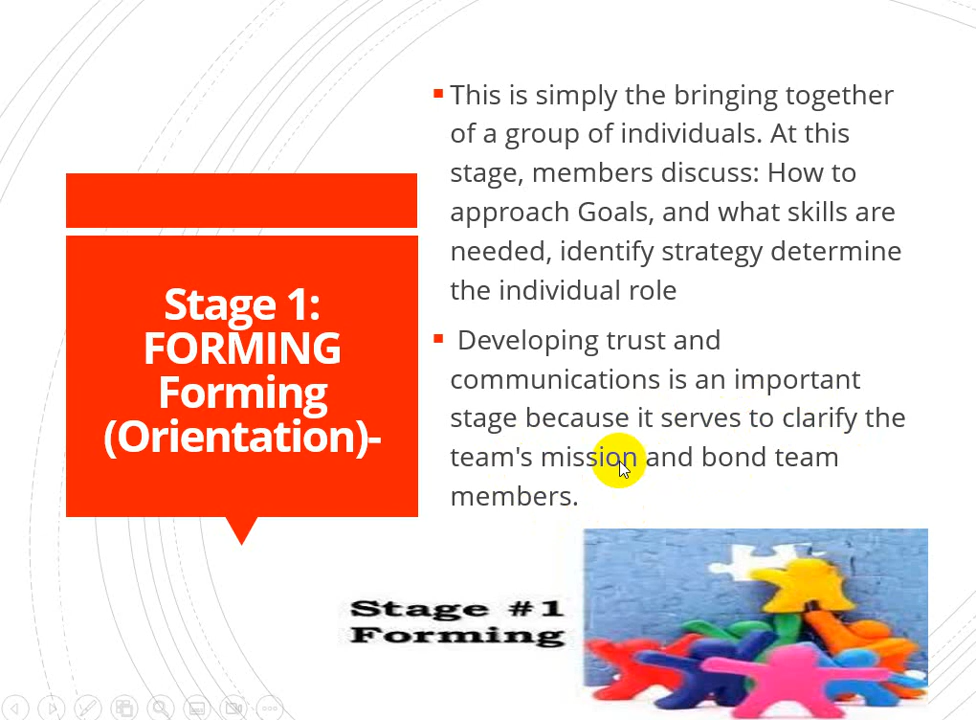 Stage 1:
FORMING
Forming
(Orientation)-
This is simply the bringing together
of a group of individuals. At this
stage, members discuss: How to
approach Goals, and what skills are
needed, identify strategy determine
the individual role
Developing trust and
communications is an important
stage because it serves to clarify the
team's mission and bond team
members.
Stage #1
Forming